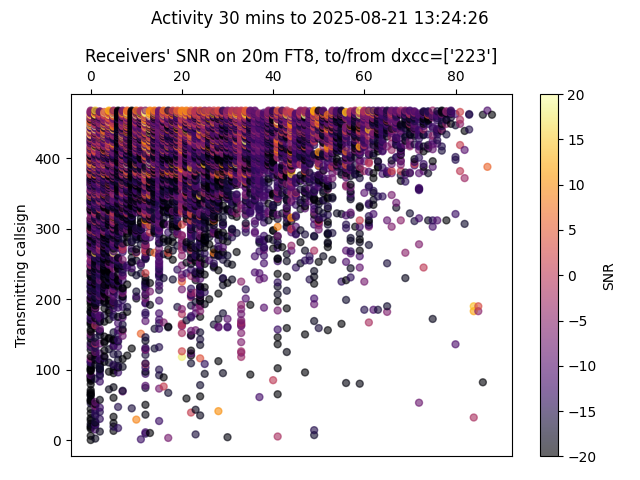 Activity 30 mins to 2025-08-21 13:24:26
Receivers' SNR on 20m FT8, to/from dxcc=['223']
0 20 40 60 80
400
300
200
100
0
Transmitting callsign
20
15
10
5
0
−5
−10
−15
−20
SNR